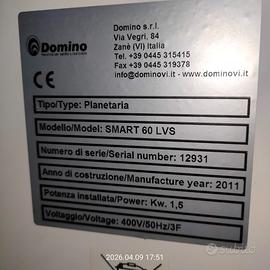 Domino
Domino s.r.l.
Via Vegri, 84
Zanè (VI) Italia
Tel. +39 0445 315415
Fax +39 0445 319378
info@dominovi.it - www.dominovi.it
CE
Tipo/Type: Planetaria
Modello/Model: SMART 60 LVS
Numero di serie/Serial number: 12931
Anno di costruzione/Manufacture year: 2011
Potenza installata/Power: Kw. 1,5
Voltaggio/Voltage: 400V/50Hz/3F
2026.04.09 17:51
subito